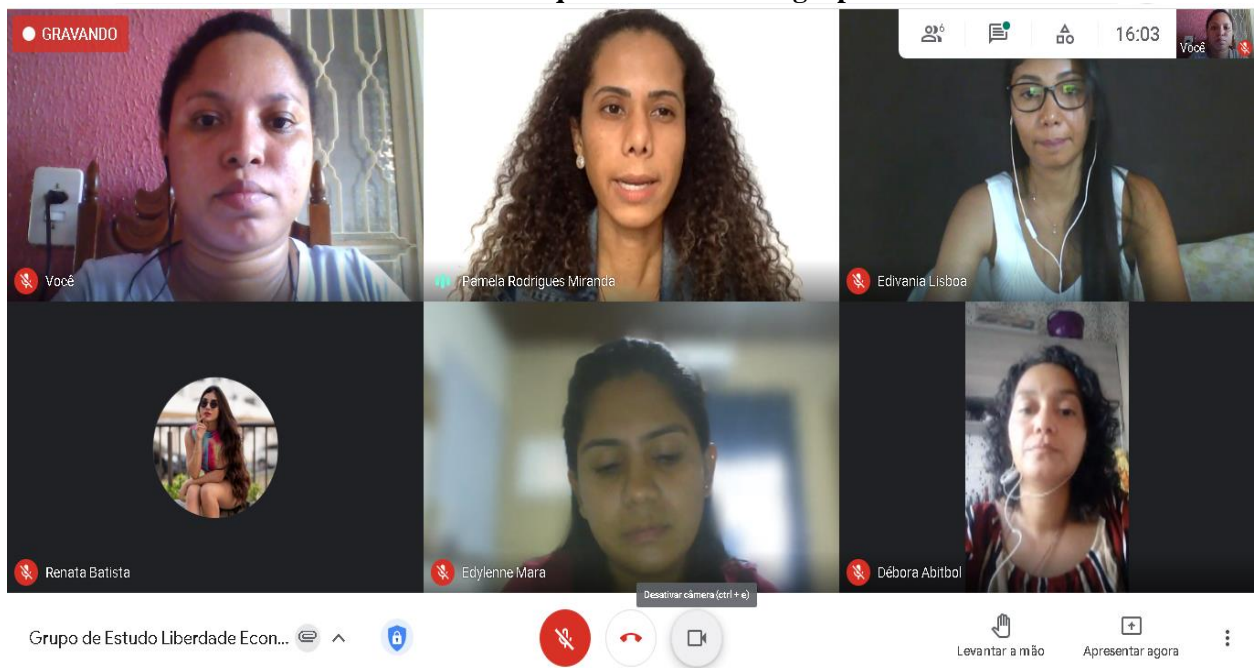 GRAVANDO
6
16:03
Você
Você
Pamela Rodrigues Miranda
Edivania Lisboa
Renata Batista
Edylenne Mara
Débora Abitbol
Desativar câmera (ctrl + e)
Grupo de Estudo Liberdade Econ...
Levantar a mão
Apresentar agora